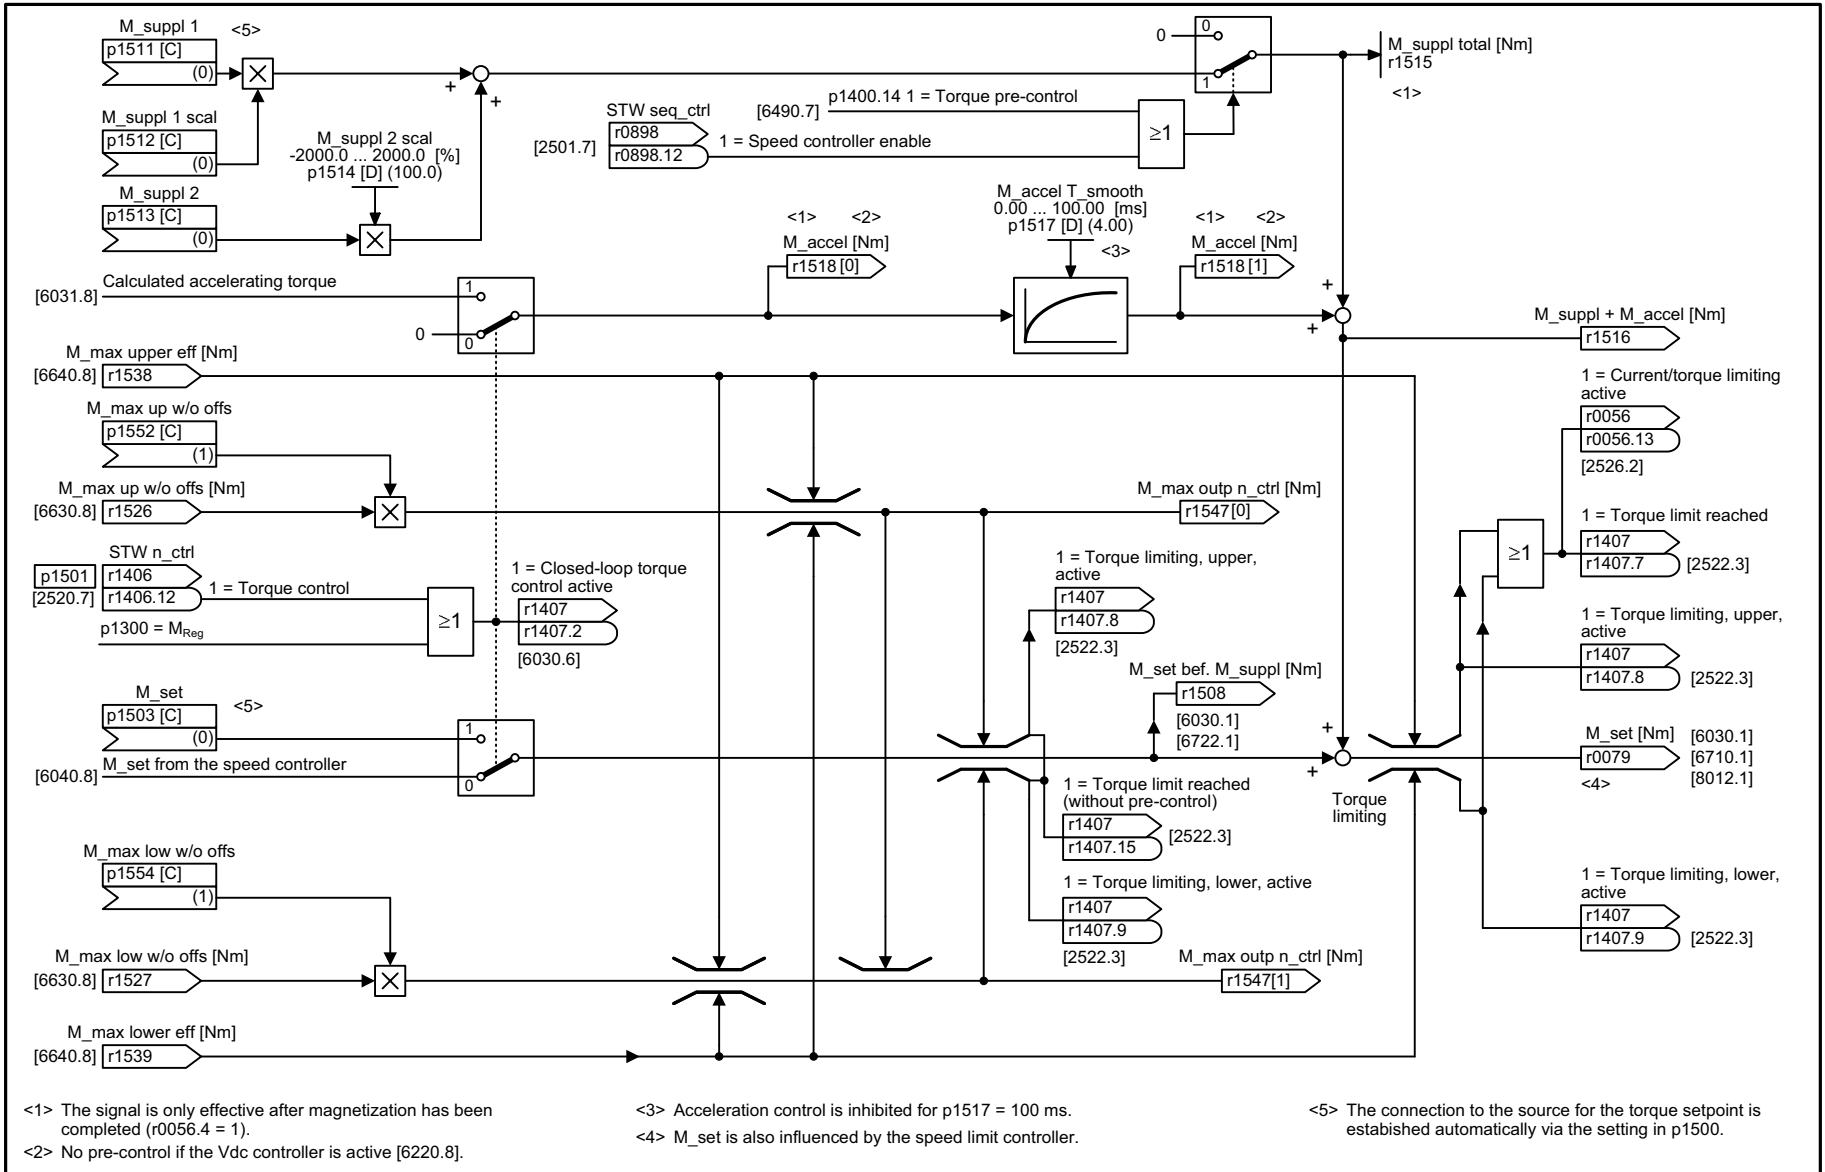 M_suppl 1
<5>
p1511 [C]
(0)
M_suppl 1 scal
p1512 [C]
(0)
M_suppl 2 scal
-2000.0 ... 2000.0 [%]
p1514 [D] (100.0)
M_suppl 2
p1513 [C]
(0)
+
+
STW seq_ctrl
[2501.7]
r0898
r0898.12
[6490.7]
p1400.14 1 = Torque pre-control
1 = Speed controller enable
≥1
0
0
1
M_suppl total [Nm]
r1515
<1>
[6031.8]
Calculated accelerating torque
1
0
0
<1> <2>
M_accel [Nm]
r1518 [0]
M_accel T_smooth
0.00 ... 100.00 [ms]
p1517 [D] (4.00)
<3>
<1> <2>
M_accel [Nm]
r1518 [1]
+
+
M_suppl + M_accel [Nm]
r1516
M_max upper eff [Nm]
[6640.8]
r1538
M_max up w/o offs
p1552 [C]
(1)
M_max up w/o offs [Nm]
[6630.8]
r1526
M_max outp n_ctrl [Nm]
r1547[0]
1 = Current/torque limiting
active
r0056
r0056.13
[2526.2]
≥1
1 = Torque limit reached
r1407
r1407.7
[2522.3]
STW n_ctrl
p1501
r1406
[2520.7]
r1406.12
1 = Torque control
p1300 = MReg
≥1
1 = Closed-loop torque
control active
r1407
r1407.2
[6030.6]
1 = Torque limiting, upper,
active
r1407
r1407.8
[2522.3]
1 = Torque limiting, upper,
active
r1407
r1407.8
[2522.3]
M_set
<5>
p1503 [C]
(0)
[6040.8]
M_set from the speed controller
1
0
M_set bef. M_suppl [Nm]
r1508
[6030.1]
[6722.1]
+
+
Torque
limiting
M_set [Nm]
r0079
<4>
[6030.1]
[6710.1]
[8012.1]
1 = Torque limit reached
(without pre-control)
r1407
r1407.15
[2522.3]
M_max low w/o offs
p1554 [C]
(1)
1 = Torque limiting, lower, active
r1407
r1407.9
[2522.3]
1 = Torque limiting, lower,
active
r1407
r1407.9
[2522.3]
M_max low w/o offs [Nm]
[6630.8]
r1527
M_max outp n_ctrl [Nm]
r1547[1]
M_max lower eff [Nm]
[6640.8]
r1539
<1> The signal is only effective after magnetization has been
completed (r0056.4 = 1).
<2> No pre-control if the Vdc controller is active [6220.8].
<3> Acceleration control is inhibited for p1517 = 100 ms.
<4> M_set is also influenced by the speed limit controller.
<5> The connection to the source for the torque setpoint is
estabished automatically via the setting in p1500.